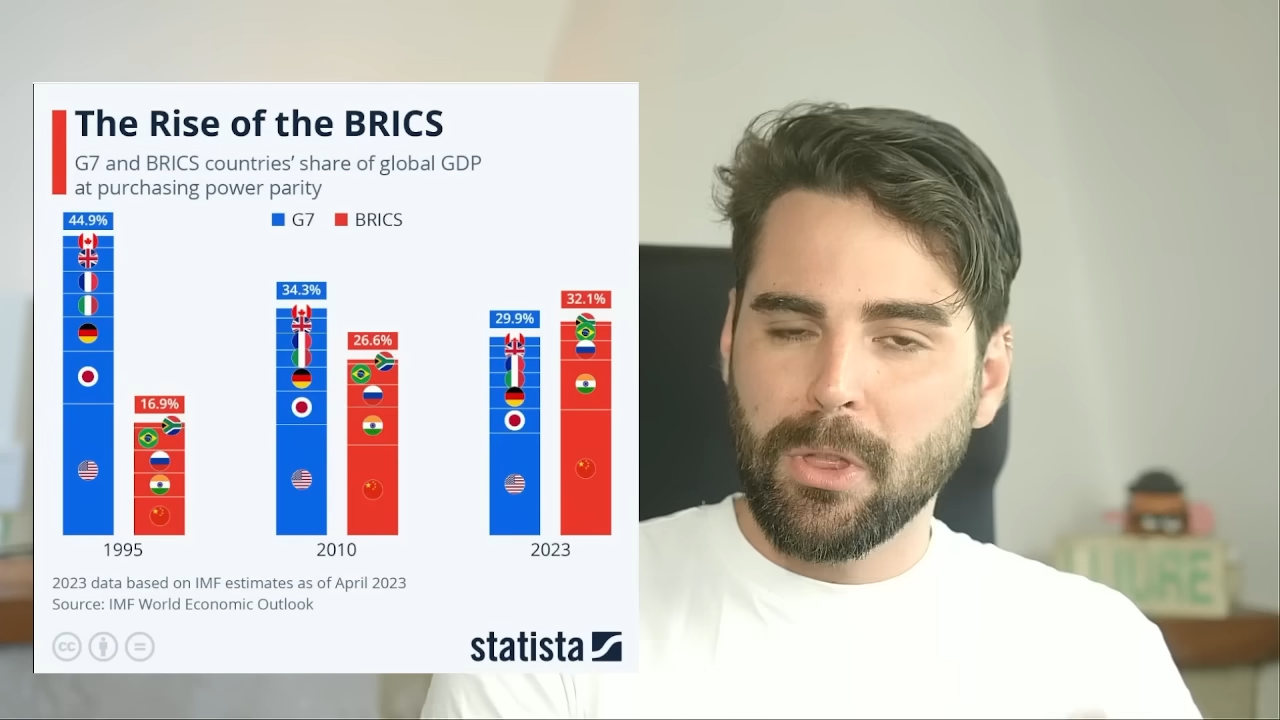 The Rise of the BRICS
G7 and BRICS countries' share of global GDP
at purchasing power parity
G7 BRICS
44.9%
16.9%
34.3%
26.6%
29.9%
32.1%
1995 2010 2023
2023 data based on IMF estimates as of April 2023
Source: IMF World Economic Outlook
cc
statista